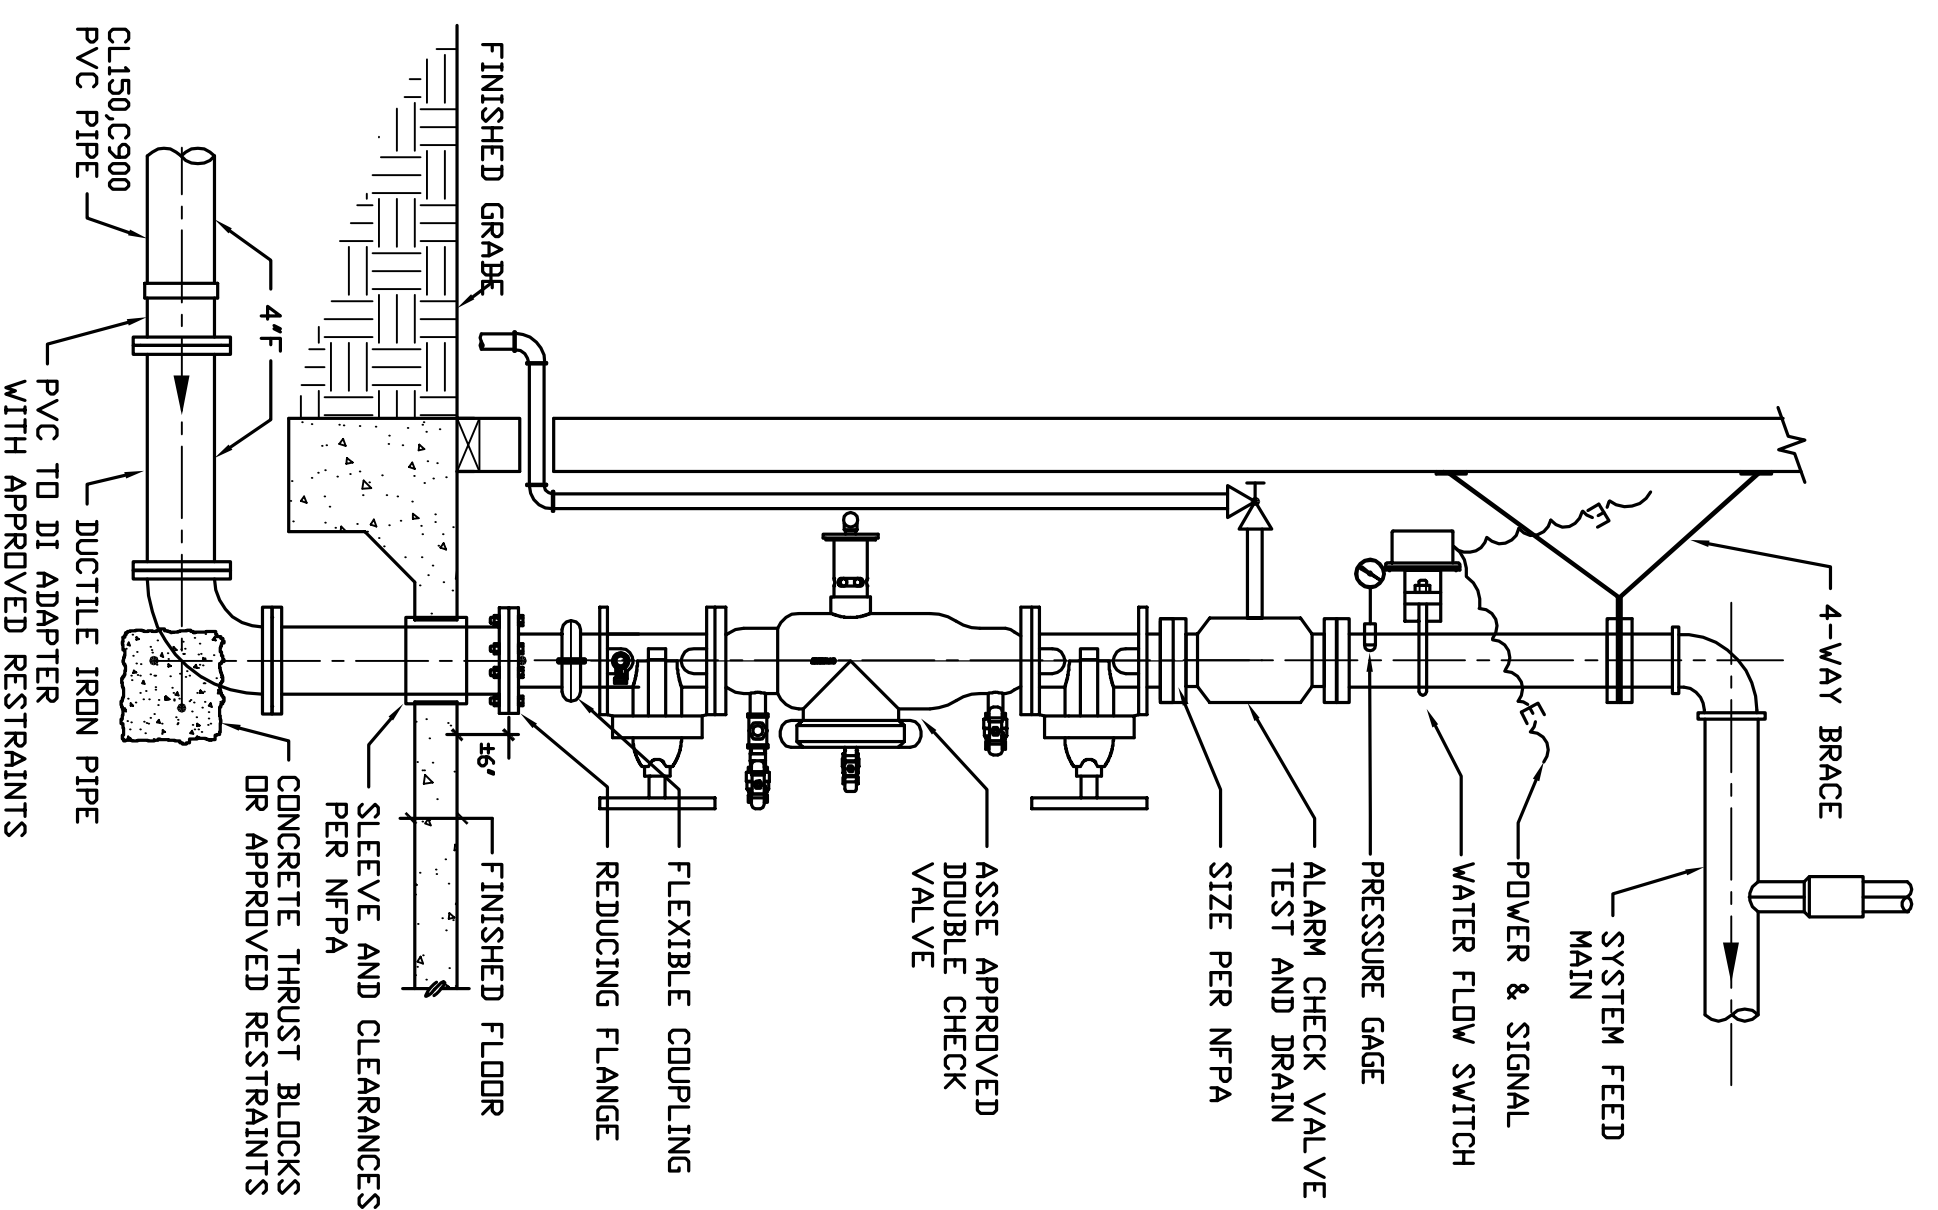 4-WAY BRACE
SYSTEM FEED
MAIN
E
E
POWER & SIGNAL
WATER FLOW SWITCH
PRESSURE GAGE
ALARM CHECK VALVE
TEST AND DRAIN
SIZE PER NFPA
ASSE APPROVED
DOUBLE CHECK
VALVE
FLEXIBLE COUPLING
REDUCING FLANGE
FINISHED GRADE
±6'
FINISHED FLOOR
SLEEVE AND CLEARANCES
PER NFPA
4"F
CONCRETE THRUST BLOCKS
OR APPROVED RESTRAINTS
CL150,C900
PVC PIPE
DUCTILE IRON PIPE
PVC TO DI ADAPTER
WITH APPROVED RESTRAINTS